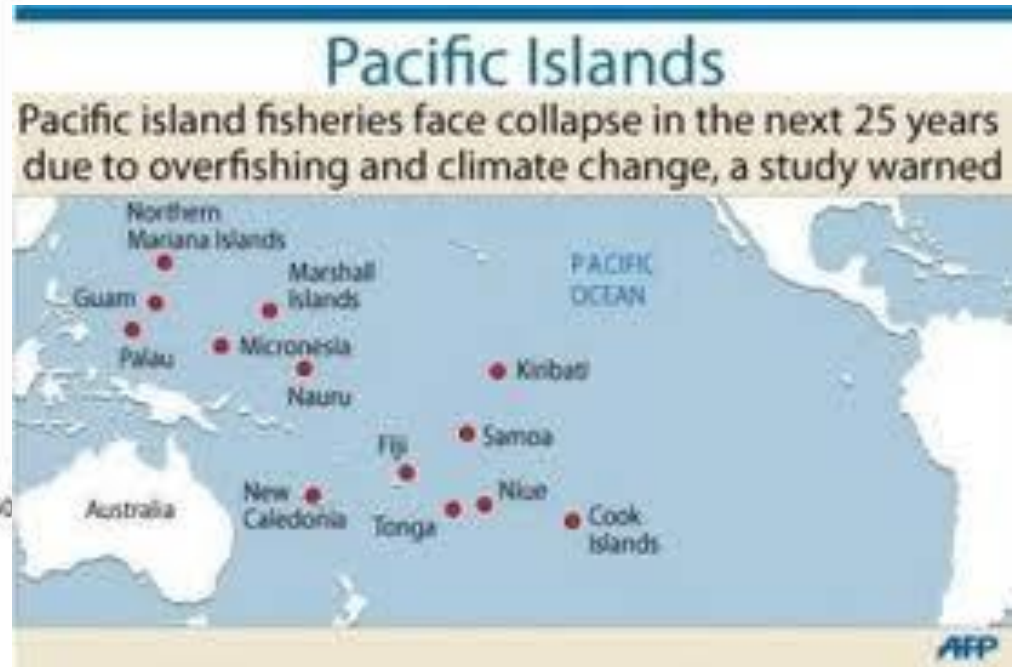 Pacific Islands
Pacific island fisheries face collapse in the next 25 years
due to overfishing and climate change, a study warned
Northern
Mariana Islands
Marshall
Islands
PACIFIC
OCEAN
Guam
Palau
Micronesia
Nauru
Kiribati
Samoa
Fiji
Niue
New
Caledonia
Tonga
Cook
Islands
Australia
AFP